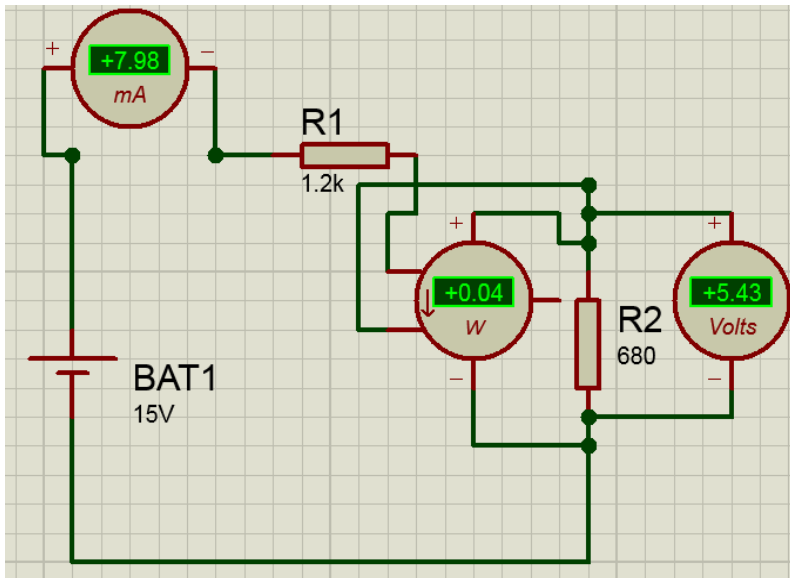 + +7.98 −
mA
R1
1.2k
+ +
+0.04
W
R2
680
+5.43
Volts
− −
BAT1
15V